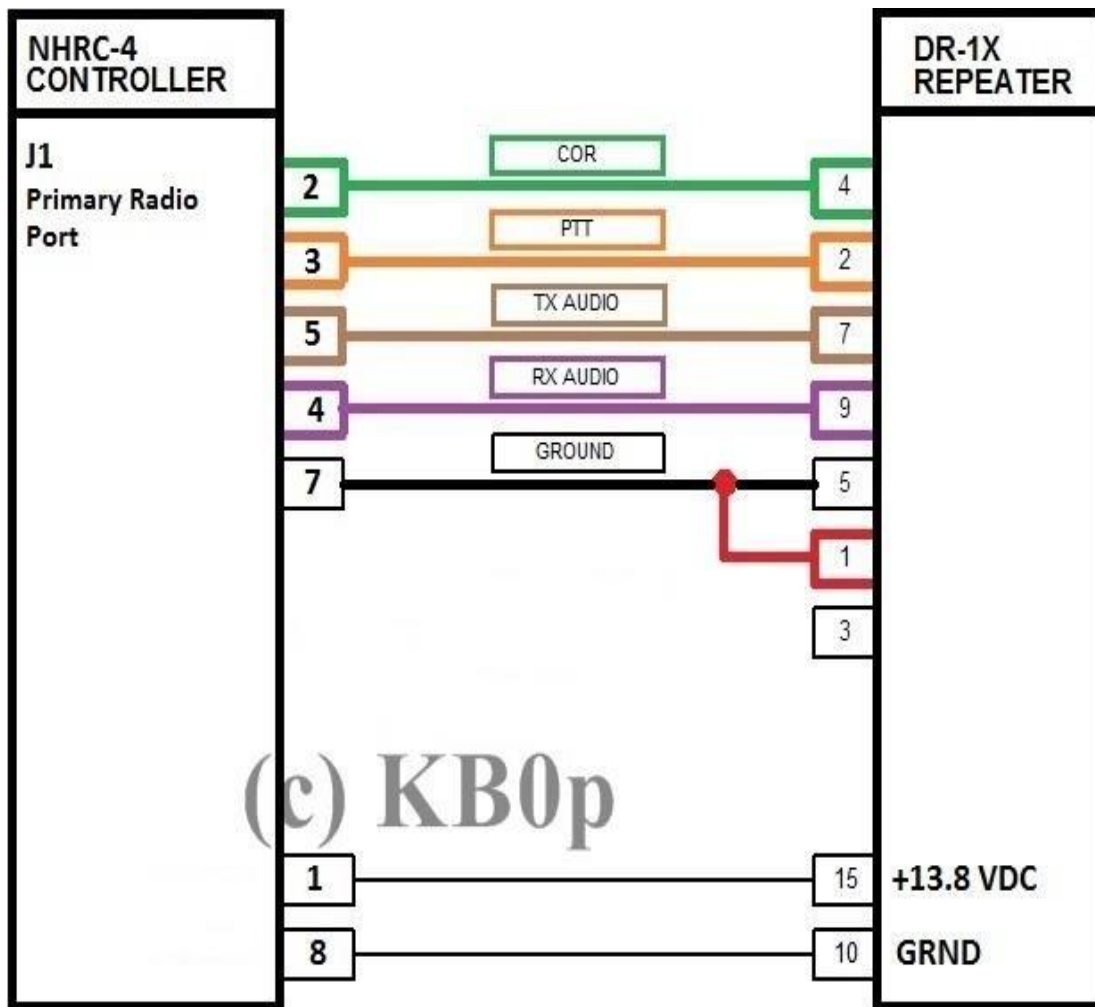 NHRC-4
CONTROLLER
DR-1X
REPEATER
J1
Primary Radio
Port
2
COR
4
3
PTT
2
5
TX AUDIO
7
4
RX AUDIO
9
7
GROUND
5
1
3
(c) KB0p
1
15
+13.8 VDC
8
10
GRND